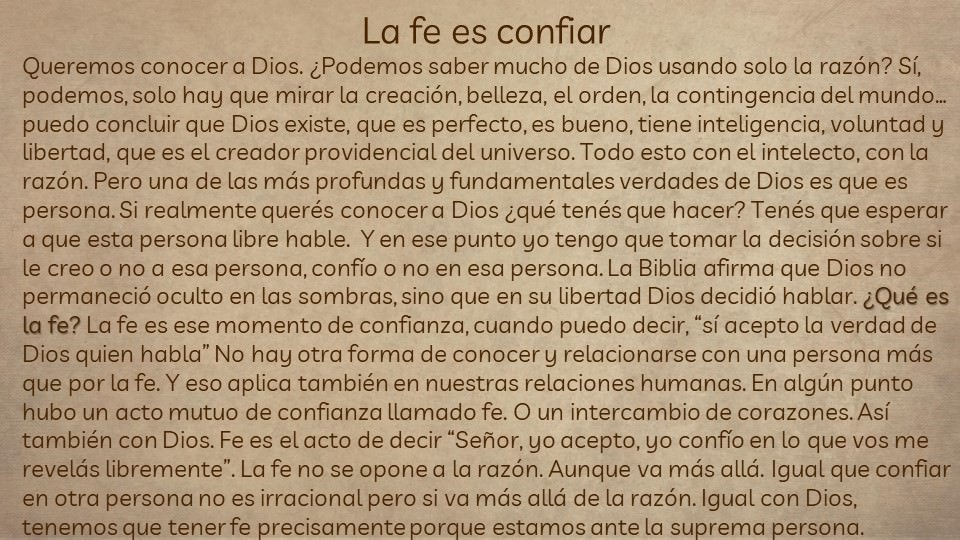 La fe es confiar
Queremos conocer a Dios. ¿Podemos saber mucho de Dios usando solo la razón? Sí,
podemos, solo hay que mirar la creación, belleza, el orden, la contingencia del mundo…
puedo concluir que Dios existe, que es perfecto, es bueno, tiene inteligencia, voluntad y
libertad, que es el creador providencial del universo. Todo esto con el intelecto, con la
razón. Pero una de las más profundas y fundamentales verdades de Dios es que es
persona. Si realmente querés conocer a Dios ¿qué tenés que hacer? Tenés que esperar
a que esta persona libre hable.  Y en ese punto yo tengo que tomar la decisión sobre si
le creo o no a esa persona, confío o no en esa persona. La Biblia afirma que Dios no
permaneció oculto en las sombras, sino que en su libertad Dios decidió hablar. ¿Qué es
la fe? La fe es ese momento de confianza, cuando puedo decir, “sí acepto la verdad de
Dios quien habla” No hay otra forma de conocer y relacionarse con una persona más
que por la fe. Y eso aplica también en nuestras relaciones humanas. En algún punto
hubo un acto mutuo de confianza llamado fe. O un intercambio de corazones. Así
también con Dios. Fe es el acto de decir “Señor, yo acepto, yo confío en lo que vos me
revelás libremente”. La fe no se opone a la razón. Aunque va más allá. Igual que confiar
en otra persona no es irracional pero si va más allá de la razón. Igual con Dios,
tenemos que tener fe precisamente porque estamos ante la suprema persona.